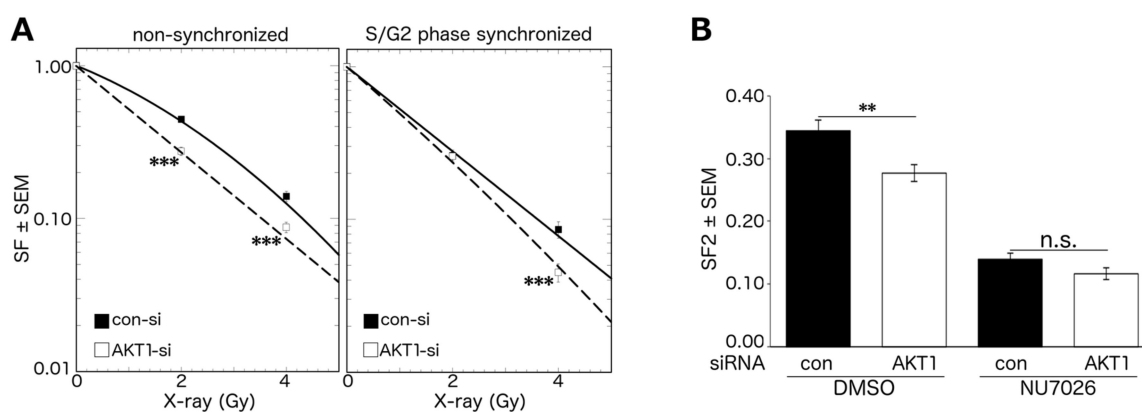 A
non-synchronized
S/G2 phase synchronized
1.00
0.10
0.01
SF ± SEM
***
***
***
con-si
AKT1-si
con-si
AKT1-si
0 2 4
0 2 4
X-ray (Gy)
X-ray (Gy)
B
0.40
0.30
0.20
0.10
0.00
SF2 ± SEM
**
n.s.
siRNA con AKT1 con AKT1
DMSO NU7026